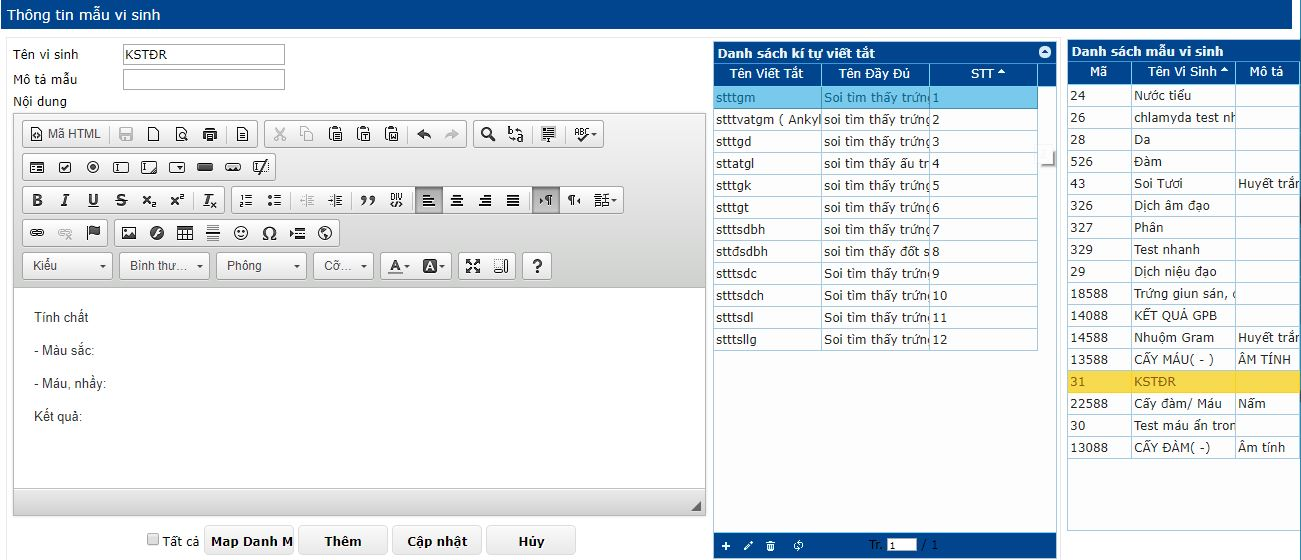 Thông tin mẫu vi sinh
Tên vi sinh KSTĐR
Mô tả mẫu
Nội dung
Mã HTML
ABC
B I U S x₂ x² Tx
DIV
Kiểu Bình thư... Phông Cỡ... A A ?
Tính chất
- Màu sắc:
- Máu, nhầy:
Kết quả:
Tất cả Map Danh M Thêm Cập nhật Hủy
Danh sách kí tự viết tắt
Tên Viết Tắt Tên Đầy Đủ STT
stttgm Soi tìm thấy trứng 1
stttvatgm ( Ankyl soi tìm thấy trứng 2
stttgd soi tìm thấy trứng 3
sttatgl soi tìm thấy ấu tr 4
stttgk soi tìm thấy trứng 5
stttgt soi tìm thấy trứng 6
stttsdbh soi tìm thấy trứng 7
sttđsdbh soi tìm thấy đốt s 8
stttsdc Soi tìm thấy trứng 9
stttsdch Soi tìm thấy trứng 10
stttsdl Soi tìm thấy trứng 11
stttsllg Soi tìm thấy trứng 12
Tr. 1 / 1
Danh sách mẫu vi sinh
Mã Tên Vi Sinh Mô tả
24 Nước tiểu
26 chlamyda test nh
28 Da
526 Đàm
43 Soi Tươi Huyết trắn
326 Dịch âm đạo
327 Phân
329 Test nhanh
29 Dịch niệu đạo
18588 Trứng giun sán, c
14088 KẾT QUẢ GPB
14588 Nhuộm Gram Huyết trắn
13588 CẤY MÁU( - ) ÂM TÍNH
31 KSTĐR
22588 Cấy đàm/ Máu Nấm
30 Test máu ẩn tron
13088 CẤY ĐÀM( -) Âm tính